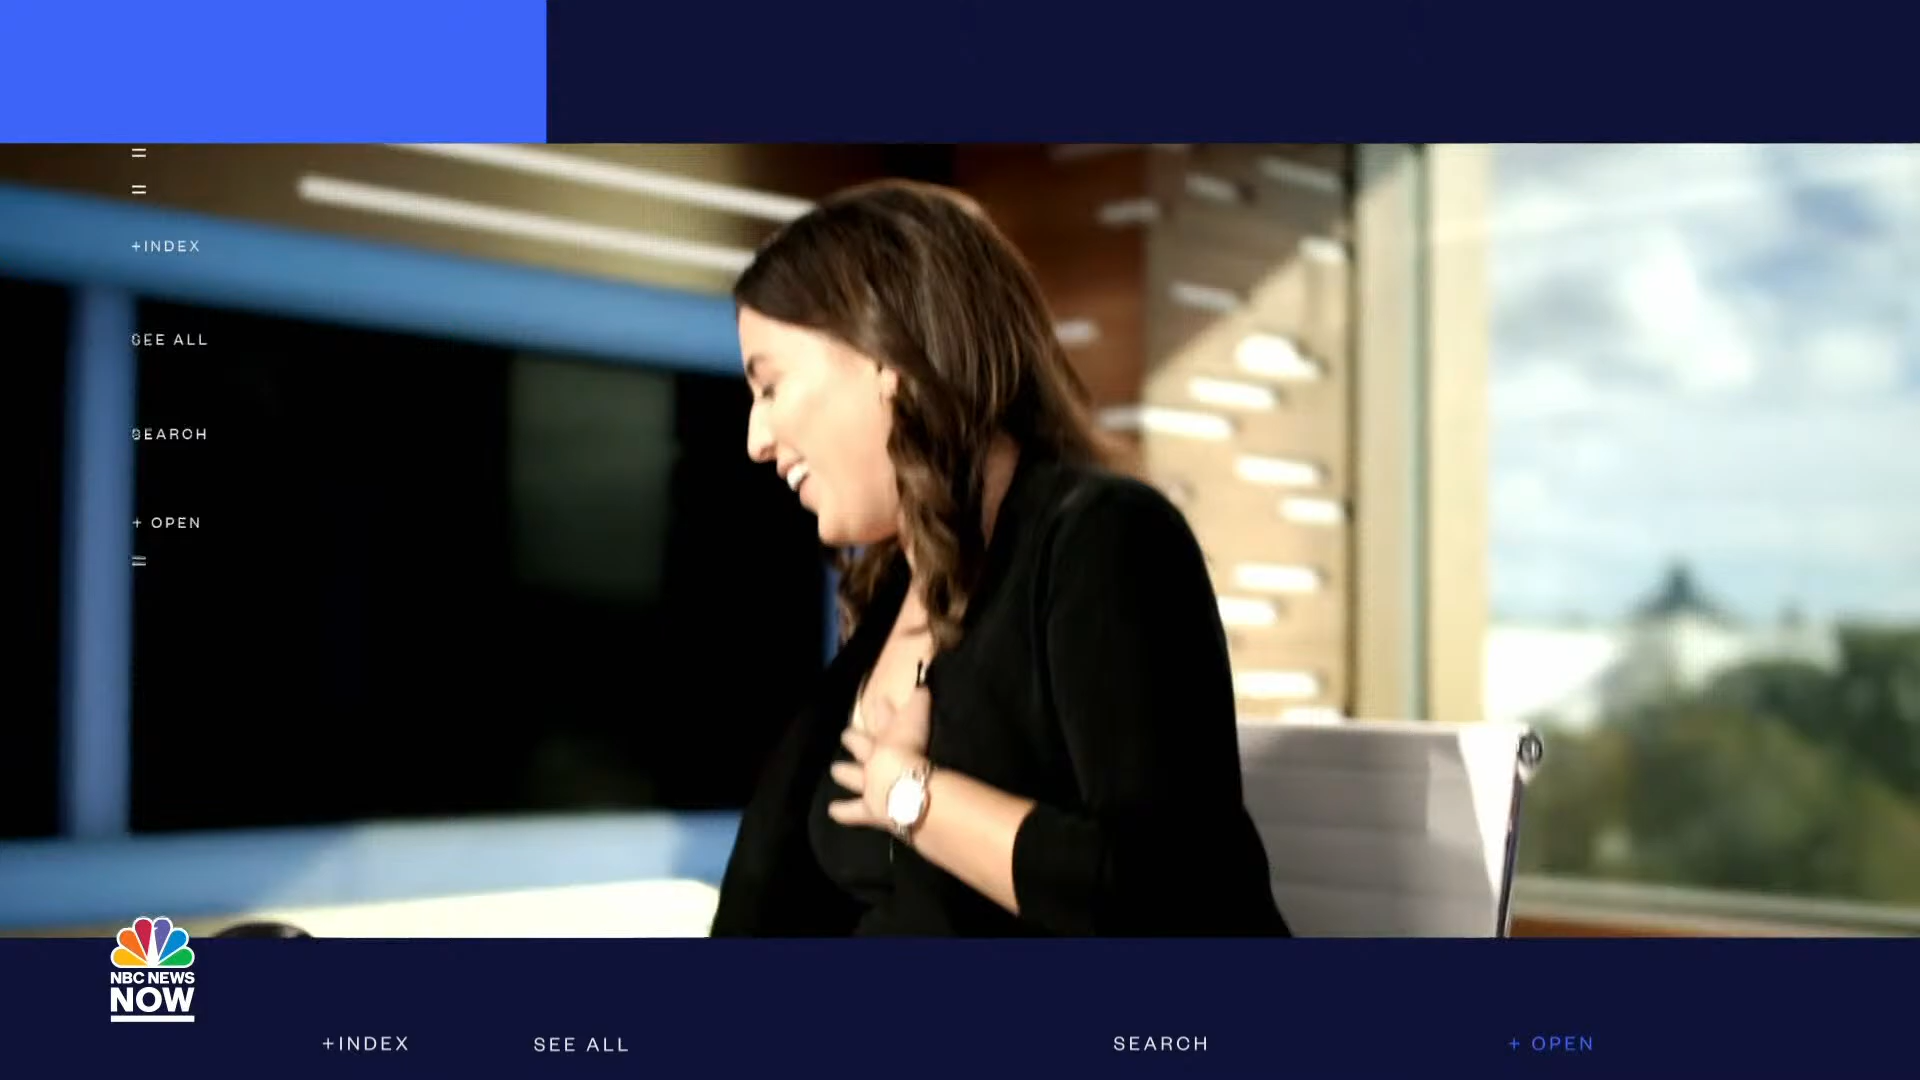 =
=
+INDEX
SEE ALL
SEARCH
+ OPEN
=
NBC NEWS
NOW
+INDEX
SEE ALL
SEARCH
+ OPEN